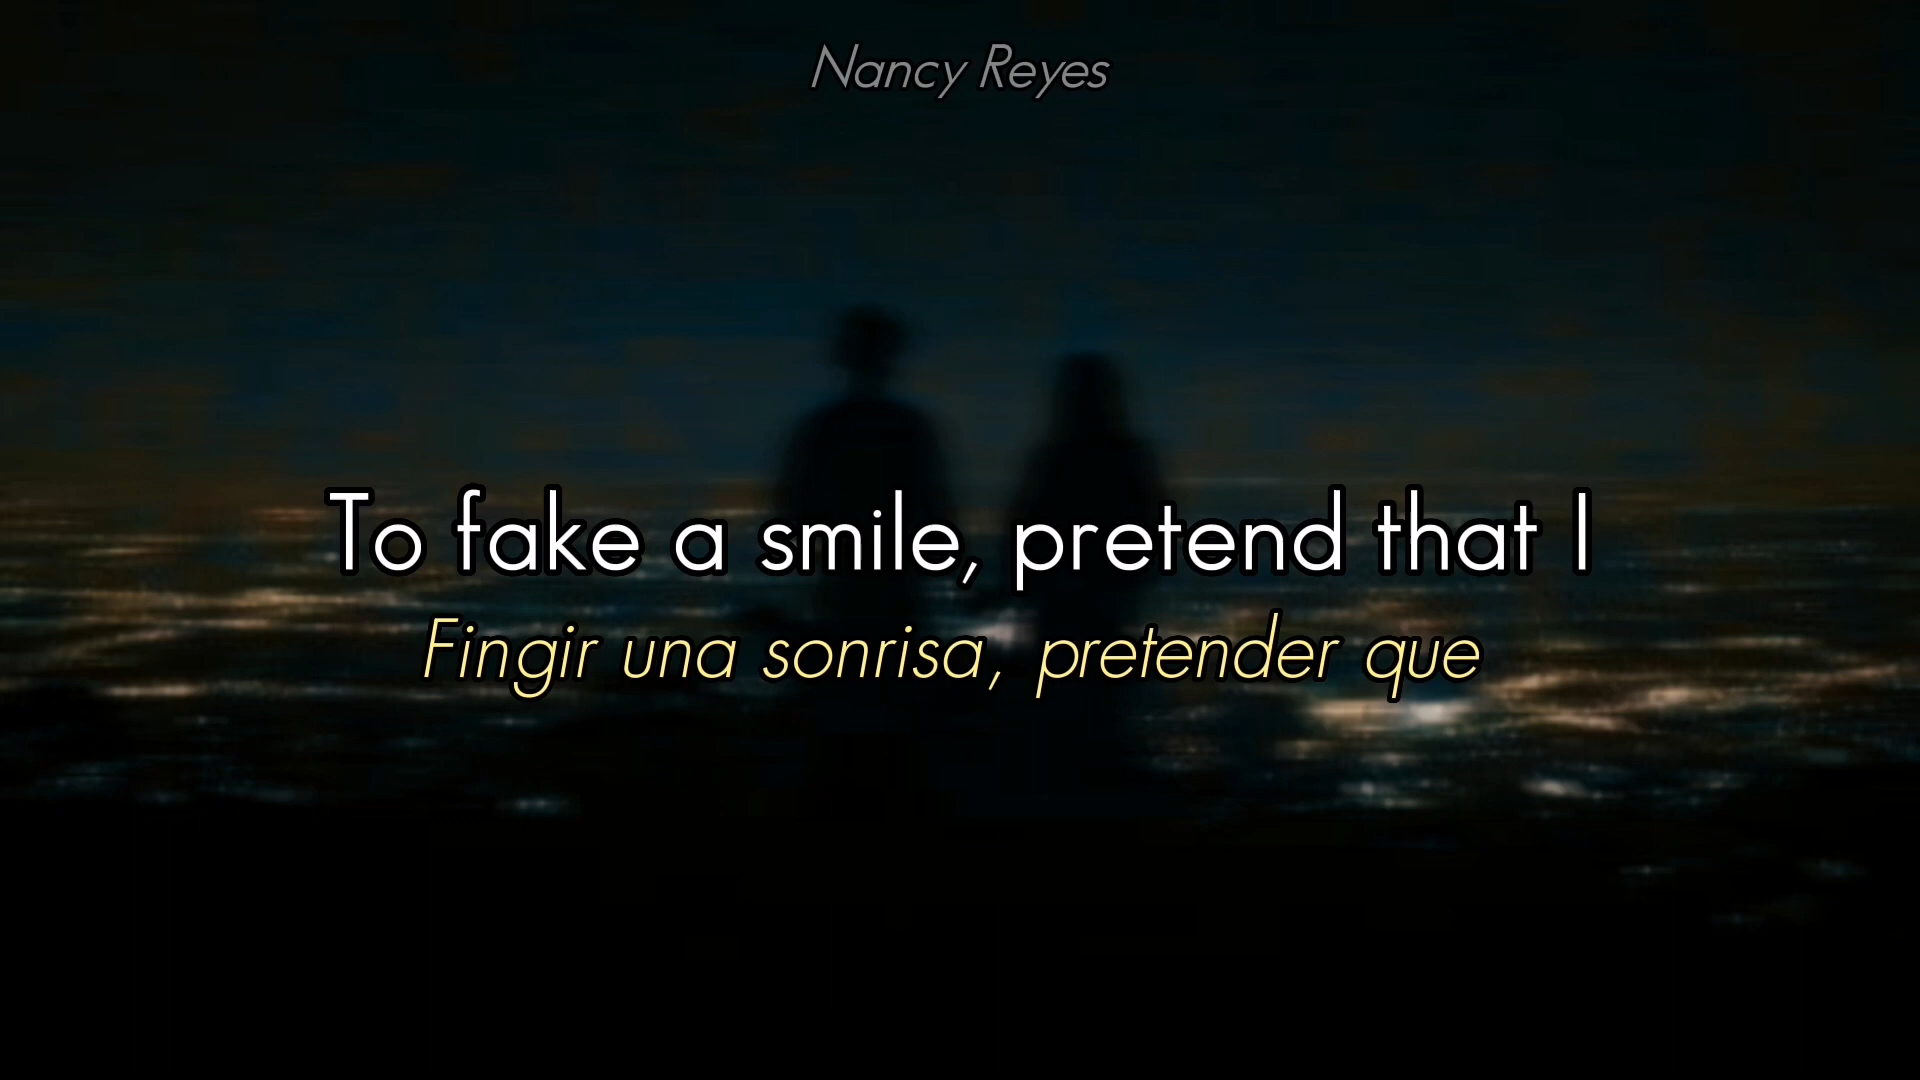 Nancy Reyes
To fake a smile, pretend that I
Fingir una sonrisa, pretender que